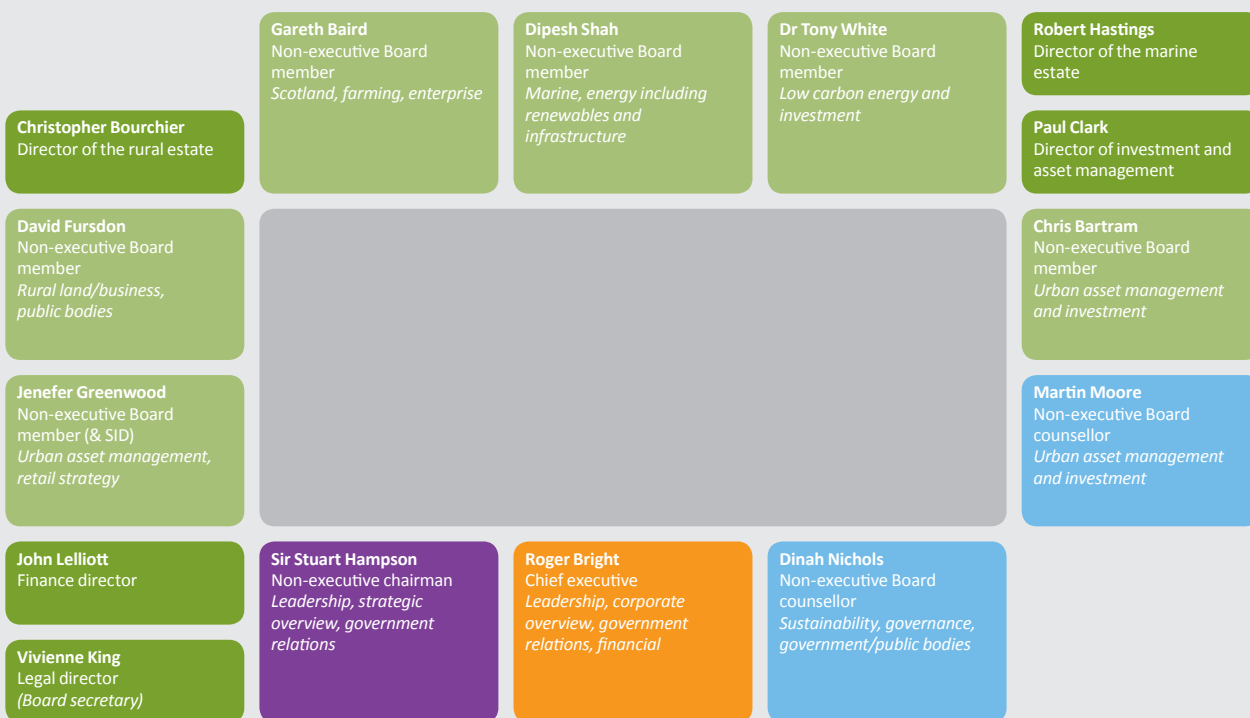 Gareth Baird
Non-executive Board
member
Scotland, farming, enterprise
Dipesh Shah
Non-executive Board
member
Marine, energy including
renewables and
infrastructure
Dr Tony White
Non-executive Board
member
Low carbon energy and
investment
Robert Hastings
Director of the marine
estate
Christopher Bourchier
Director of the rural estate
Paul Clark
Director of investment and
asset management
David Fursdon
Non-executive Board
member
Rural land/business,
public bodies
Chris Bartram
Non-executive Board
member
Urban asset management
and investment
Jenefer Greenwood
Non-executive Board
member (& SID)
Urban asset management,
retail strategy
Martin Moore
Non-executive Board
counsellor
Urban asset management
and investment
John Lelliott
Finance director
Sir Stuart Hampson
Non-executive chairman
Leadership, strategic
overview, government
relations
Roger Bright
Chief executive
Leadership, corporate
overview, government
relations, financial
Dinah Nichols
Non-executive Board
counsellor
Sustainability, governance,
government/public bodies
Vivienne King
Legal director
(Board secretary)